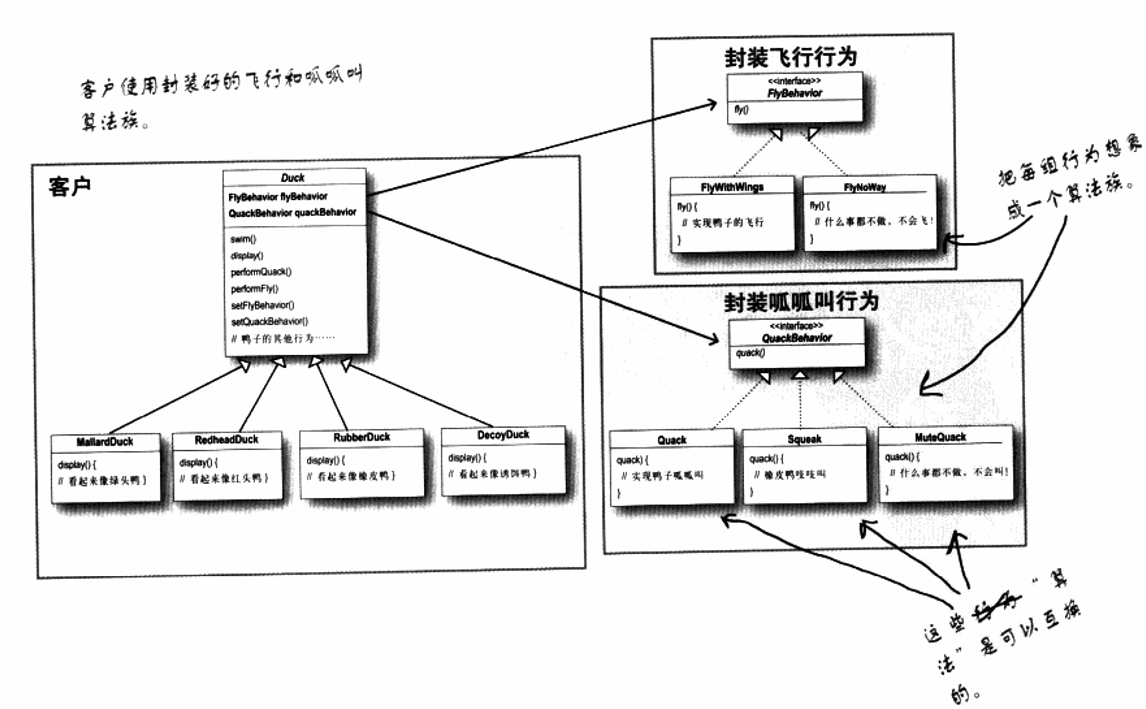 客户使用封装好的飞行和呱呱叫
算法族。
客户
Duck
FlyBehavior flyBehavior
QuackBehavior quackBehavior
swim()
display()
performQuack()
performFly()
setFlyBehavior()
setQuackBehavior()
// 鸭子的其他行为……
MallardDuck
display() {
// 看起来像绿头鸭 }
RedheadDuck
display() {
// 看起来像红头鸭 }
RubberDuck
display() {
// 看起来像橡皮鸭 }
DecoyDuck
display() {
// 看起来像诱饵鸭 }
封装飞行行为
<<interface>>
FlyBehavior
fly()
FlyWithWings
fly() {
// 实现鸭子的飞行
}
FlyNoWay
fly() {
// 什么事都不做，不会飞！
}
把每组行为想象
成一个算法族。
封装呱呱叫行为
<<interface>>
QuackBehavior
quack()
Quack
quack) {
// 实现鸭子呱呱叫
}
Squeak
quack() {
// 橡皮鸭吱吱叫
}
MuteQuack
quack() {
// 什么事都不做，不会叫！
}
这些行为“算
法”是可以互换
的。